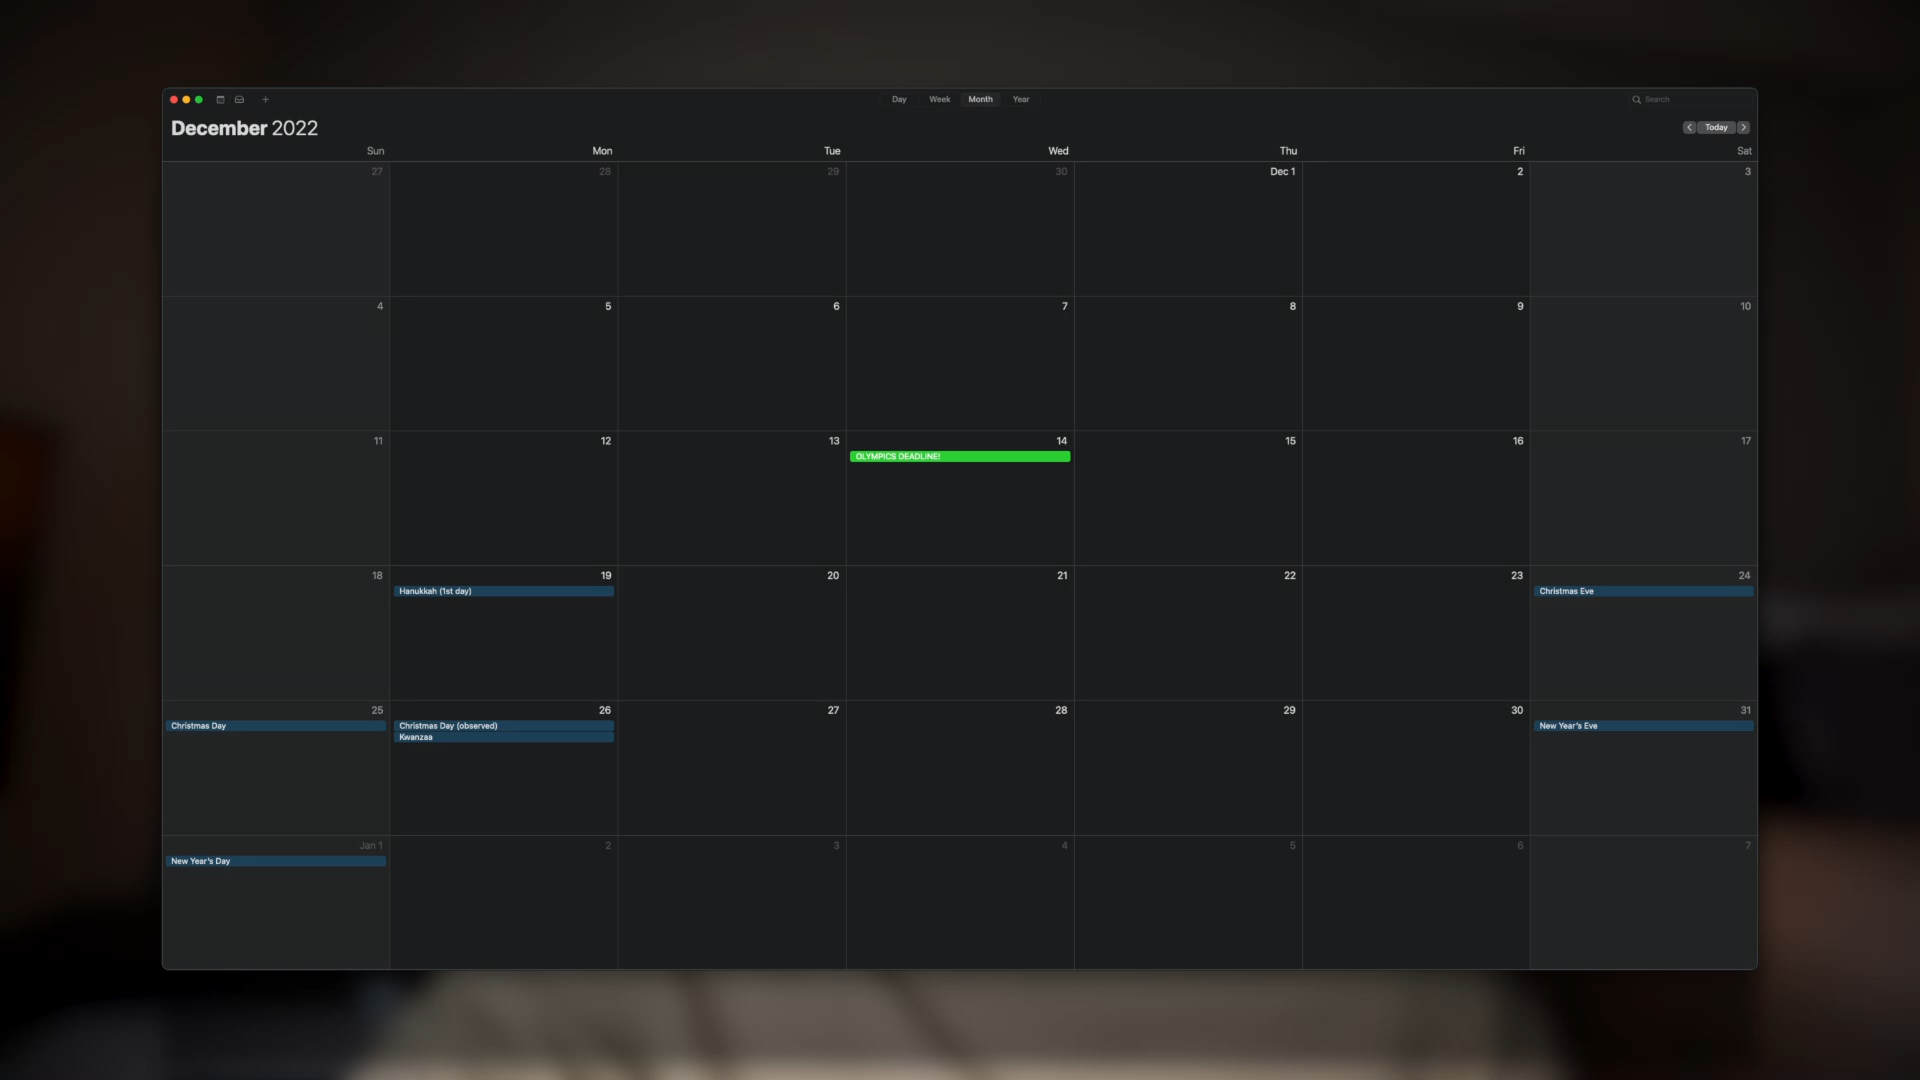 Day Week Month Year
Search
December 2022
Today
Sun Mon Tue Wed Thu Fri Sat
27 28 29 30 Dec 1 2 3
4 5 6 7 8 9 10
11 12 13 14 15 16 17
OLYMPICS DEADLINE!
18 19 20 21 22 23 24
Hanukkah (1st day) Christmas Eve
25 26 27 28 29 30 31
Christmas Day Christmas Day (observed) New Year's Eve
Kwanzaa
Jan 1 2 3 4 5 6 7
New Year's Day